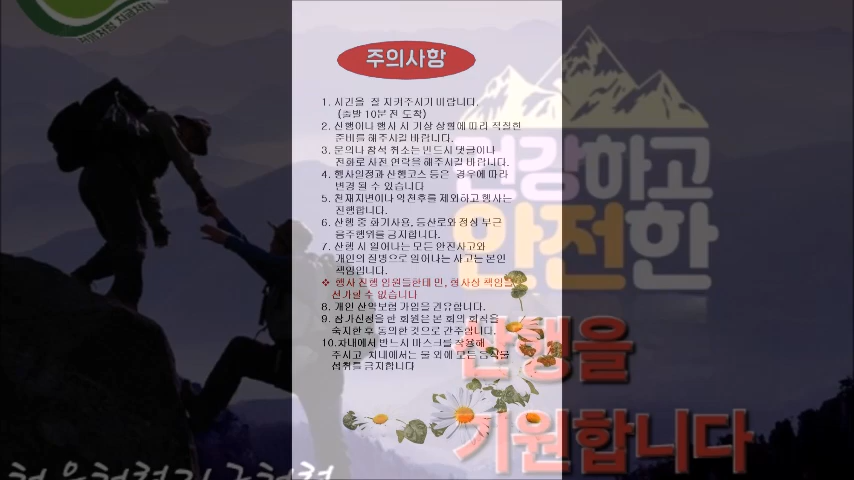 주의사항
1. 시간을 잘 지켜주시기 바랍니다.
(출발 10분 전 도착)
2. 산행이나 행사 시 기상 상황에 따라 적절한
준비를 해주시길 바랍니다.
3. 문의나 참석 취소는 반드시 댓글이나
전화로 사전 연락을 해주시길 바랍니다.
4. 행사일정과 산행코스 등은 경우에 따라
변경 될 수 있습니다
5. 천재지변이나 악천후를 제외하고 행사는
진행합니다.
6. 산행 중 화기사용, 등산로와 정상 부근
음주행위를 금지합니다.
7. 산행 시 일어나는 모든 안전사고와
개인의 질병으로 일어나는 사고는 본인
책임입니다.
❖ 행사 진행 임원들한테 민, 형사상 책임을
전가할 수 없습니다
8. 개인 산악보험 가입을 권유합니다.
9. 참가신청을 한 회원은 본 회의 회칙을
숙지한 후 동의한 것으로 간주합니다.
10.차내에서 반드시 마스크를 착용해
주시고 차내에서는 물 외에 모든 음식물
섭취를 금지합니다
건강하고
안전한
산행을
기원합니다